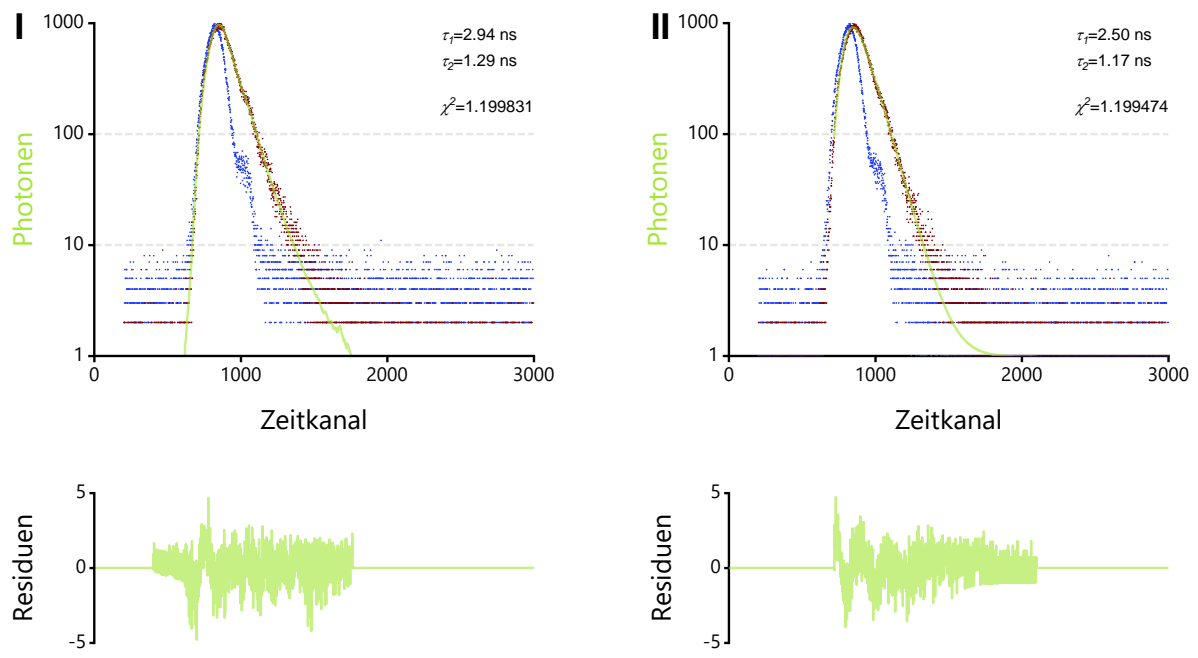 I
1000
100
10
1
Photonen
τ1=2.94 ns
τ2=1.29 ns
χ2=1.199831
0
1000
2000
3000
Zeitkanal
5
0
-5
Residuen
II
1000
100
10
1
Photonen
τ1=2.50 ns
τ2=1.17 ns
χ2=1.199474
0
1000
2000
3000
Zeitkanal
5
0
-5
Residuen